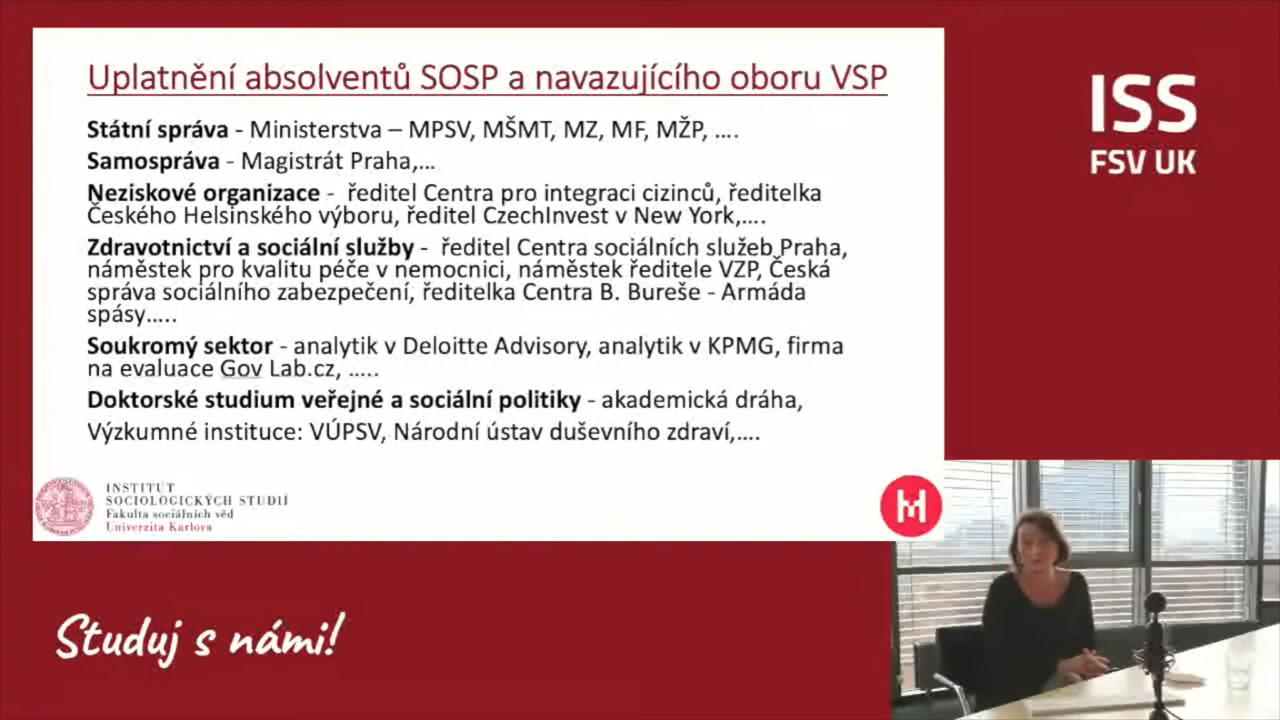 Uplatnění absolventů SOSP a navazujícího oboru VSP
Státní správa - Ministerstva – MPSV, MŠMT, MZ, MF, MŽP, ….
Samospráva - Magistrát Praha,…
Neziskové organizace - ředitel Centra pro integraci cizinců, ředitelka
Českého Helsinského výboru, ředitel CzechInvest v New York,….
Zdravotnictví a sociální služby - ředitel Centra sociálních služeb Praha,
náměstek pro kvalitu péče v nemocnici, náměstek ředitele VZP, Česká
správa sociálního zabezpečení, ředitelka Centra B. Bureše - Armáda
spásy…..
Soukromý sektor - analytik v Deloitte Advisory, analytik v KPMG, firma
na evaluace Gov Lab.cz, …..
Doktorské studium veřejné a sociální politiky - akademická dráha,
Výzkumné instituce: VÚPSV, Národní ústav duševního zdraví,….
INSTITUT
SOCIOLOGICKÝCH STUDIÍ
Fakulta sociálních věd
Univerzita Karlova
M
ISS
FSV UK
Studuj s námi!